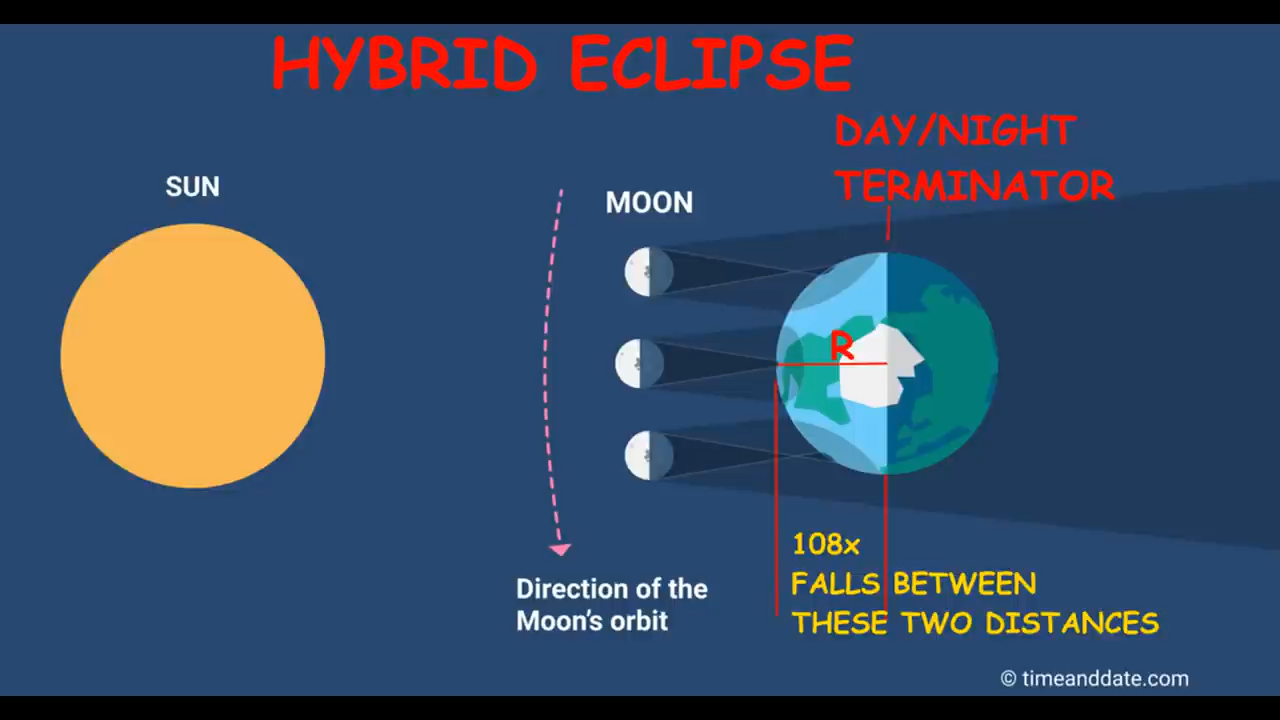 HYBRID ECLIPSE
DAY/NIGHT
TERMINATOR
SUN
MOON
R
108x
FALLS BETWEEN
THESE TWO DISTANCES
Direction of the
Moon's orbit
© timeanddate.com